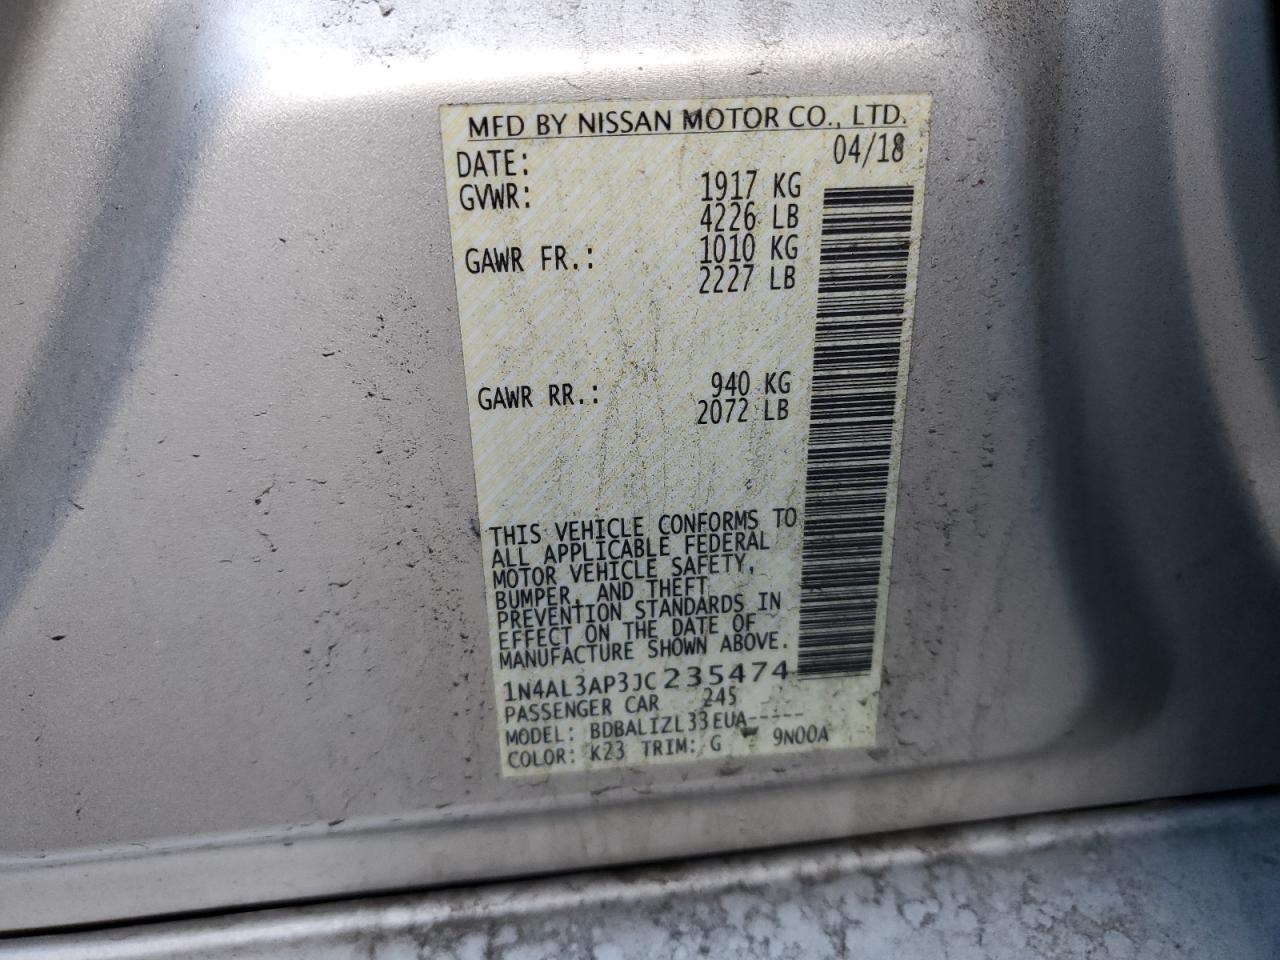 MFD BY NISSAN MOTOR CO., LTD.
DATE: 04/18
GVWR: 1917 KG
4226 LB
GAWR FR.: 1010 KG
2227 LB
GAWR RR.: 940 KG
2072 LB
THIS VEHICLE CONFORMS TO
ALL APPLICABLE FEDERAL
MOTOR VEHICLE SAFETY,
BUMPER, AND THEFT
PREVENTION STANDARDS IN
EFFECT ON THE DATE OF
MANUFACTURE SHOWN ABOVE.
1N4AL3AP3JC235474
PASSENGER CAR 245
MODEL: BDBALIZL33EUA-----
COLOR: K23 TRIM: G 9N00A